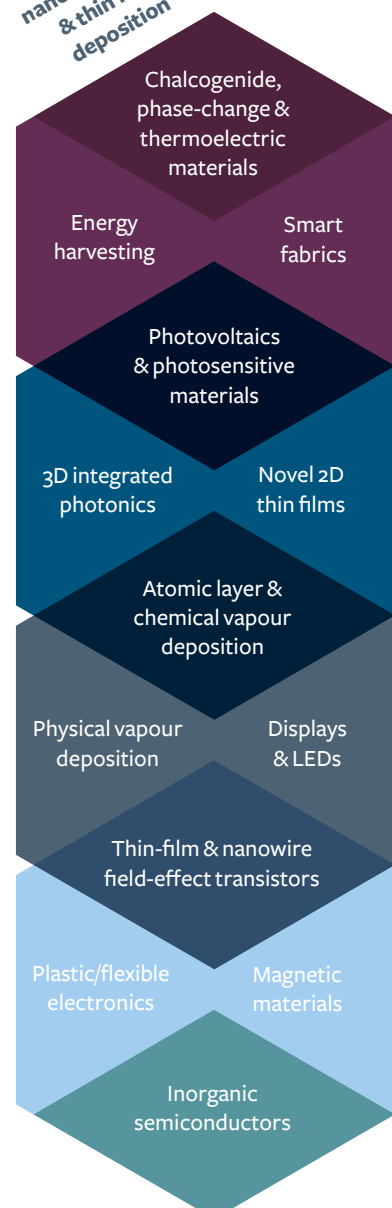 & thin
deposition
Chalcogenide,
phase-change &
thermoelectric
materials
Energy
harvesting
Smart
fabrics
Photovoltaics
& photosensitive
materials
3D integrated
photonics
Novel 2D
thin films
Atomic layer &
chemical vapour
deposition
Physical vapour
deposition
Displays
& LEDs
Thin-film & nanowire
field-effect transistors
Plastic/flexible
electronics
Magnetic
materials
Inorganic
semiconductors